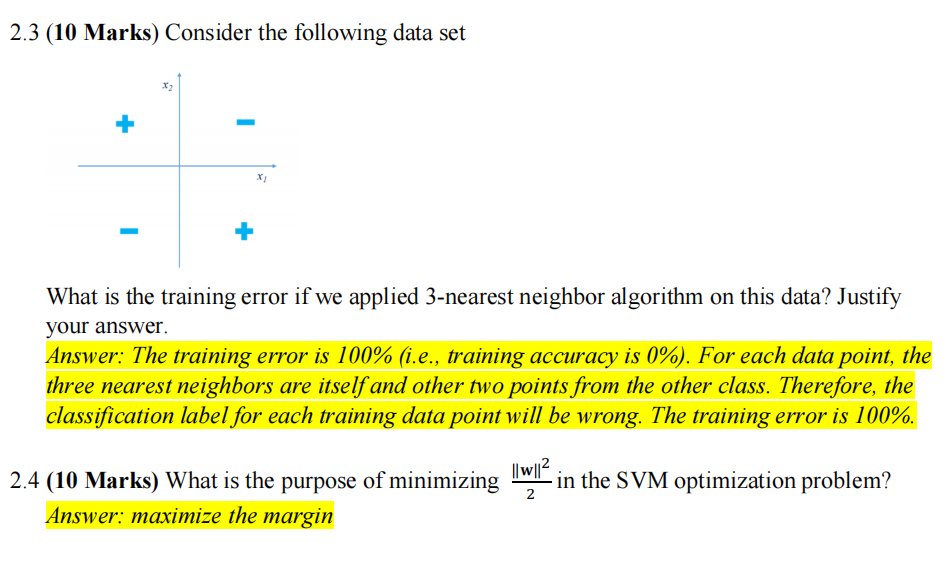 2.3 (10 Marks) Consider the following data set
x₂
+ −
x₁
− +
What is the training error if we applied 3-nearest neighbor algorithm on this data? Justify
your answer.
Answer: The training error is 100% (i.e., training accuracy is 0%). For each data point, the
three nearest neighbors are itself and other two points from the other class. Therefore, the
classification label for each training data point will be wrong. The training error is 100%.
2.4 (10 Marks) What is the purpose of minimizing ||w||²/2 in the SVM optimization problem?
Answer: maximize the margin